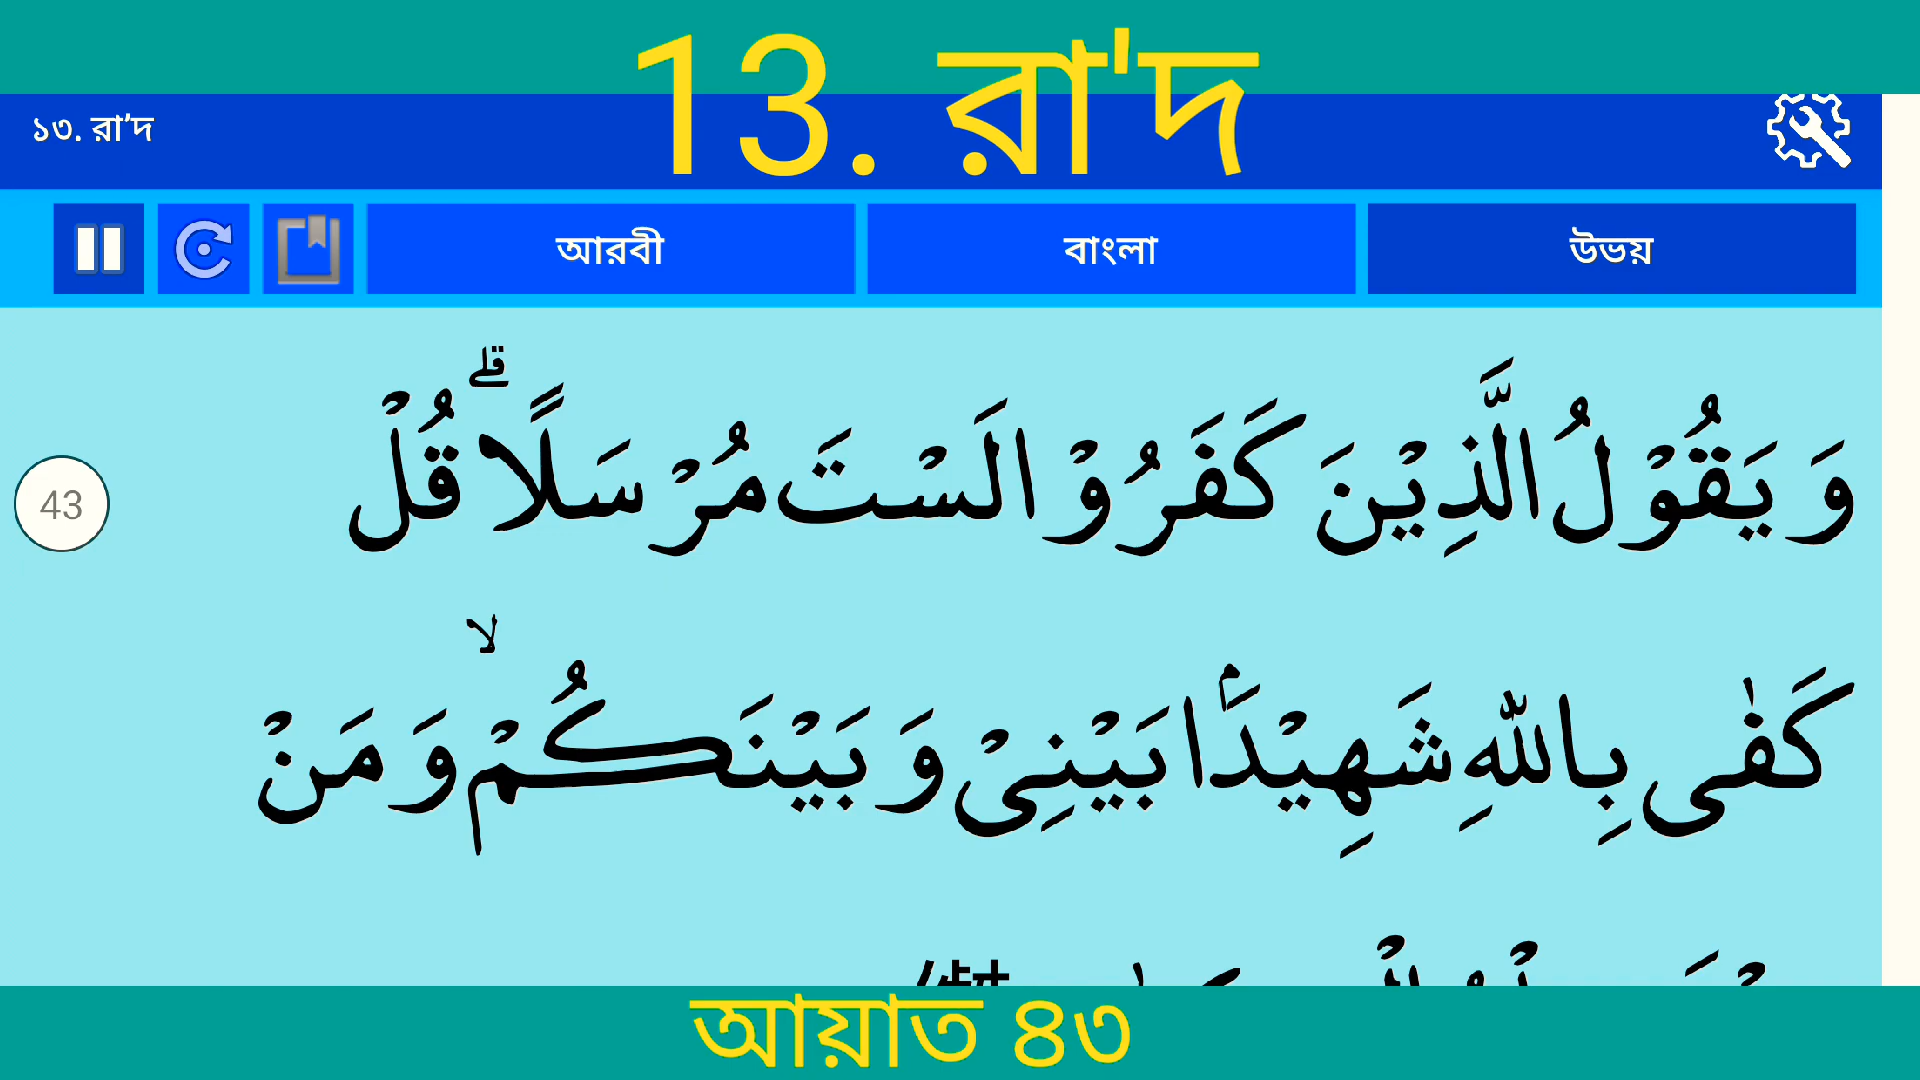 13. রা'দ
১৩. রা’দ
আরবী
বাংলা
উভয়
وَ يَقُوْلُ الَّذِيْنَ كَفَرُوْا لَسْتَ مُرْسَلًا ؕ قُلْ
43
كَفٰى بِاللّٰهِ شَهِيْدًۢا بَيْنِىْ وَ بَيْنَكُمْ ۙ وَ مَنْ
আয়াত ৪৩